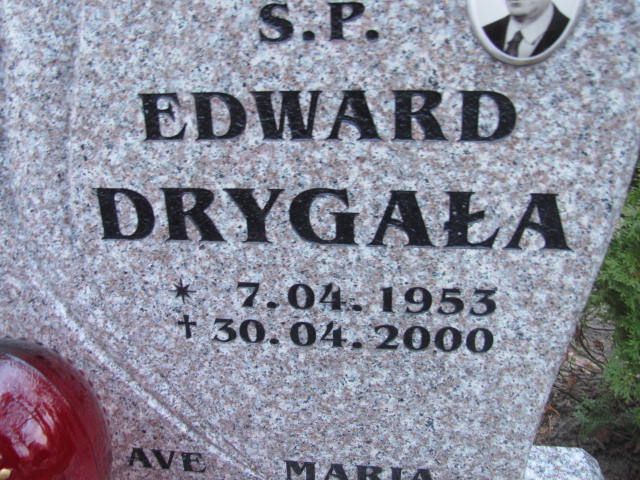 S.P.
EDWARD
DRYGAŁA
* 7.04.1953
† 30.04.2000
AVE MARIA